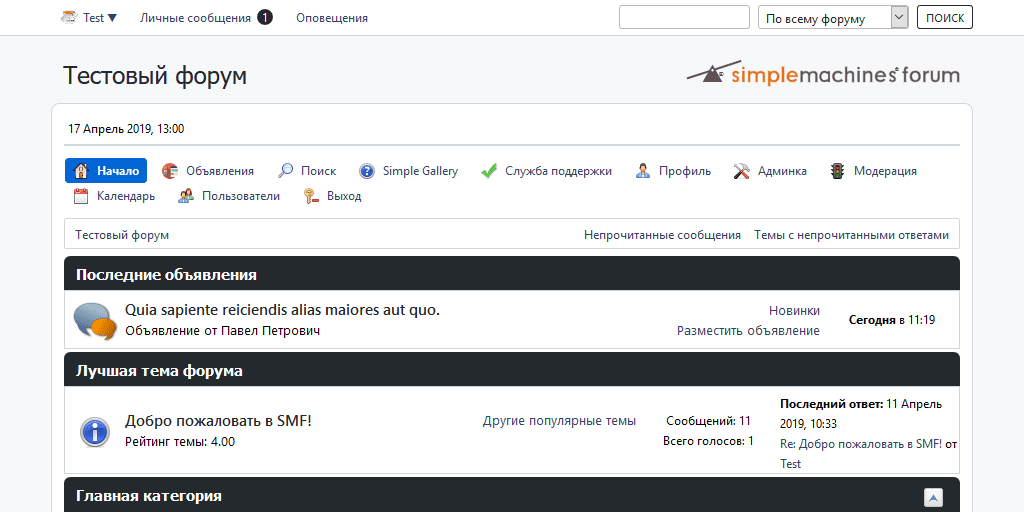 Test ▼ Личные сообщения 1 Оповещения По всему форуму ПОИСК
Тестовый форум simplemachines® forum
17 Апрель 2019, 13:00
Начало Объявления Поиск Simple Gallery Служба поддержки Профиль Админка Модерация
Календарь Пользователи Выход
Тестовый форум Непрочитанные сообщения Темы с непрочитанными ответами
Последние объявления
Quia sapiente reiciendis alias maiores aut quo.
Объявление от Павел Петрович
Новинки
Разместить объявление
Сегодня в 11:19
Лучшая тема форума
Добро пожаловать в SMF!
Рейтинг темы: 4.00
Другие популярные темы
Сообщений: 11
Всего голосов: 1
Последний ответ: 11 Апрель
2019, 10:33
Re: Добро пожаловать в SMF! от
Test
Главная категория